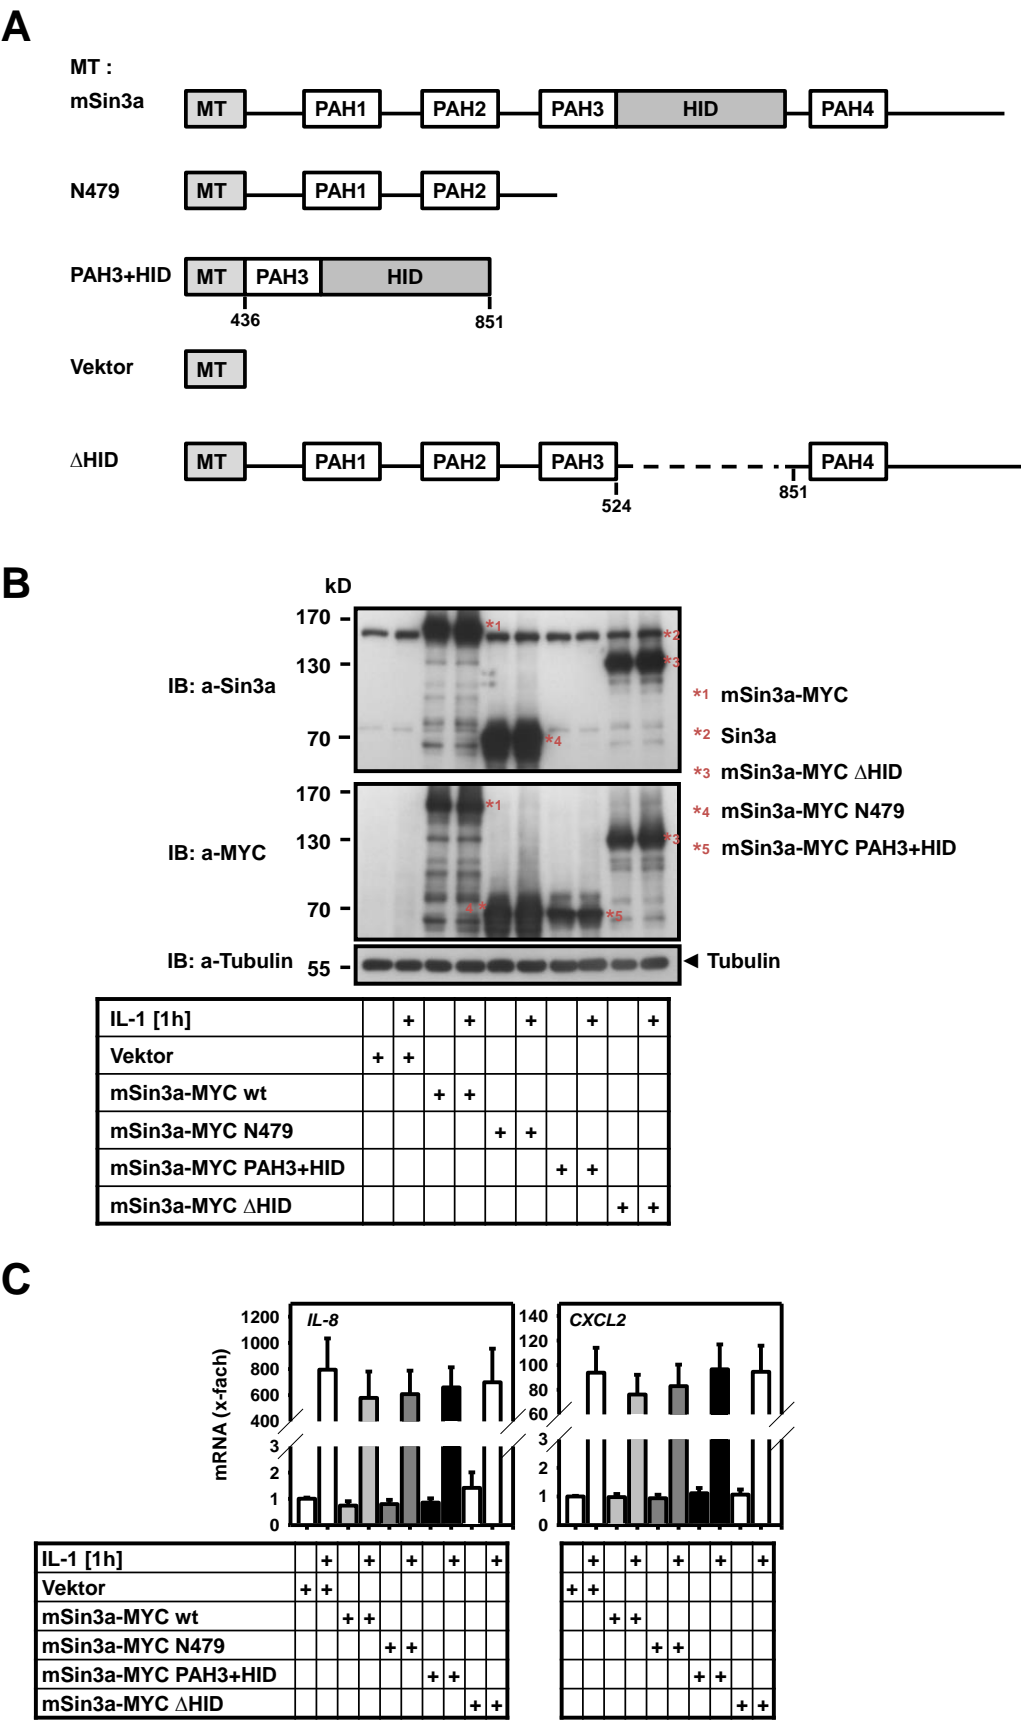 A
MT :
mSin3a
MT PAH1 PAH2 PAH3 HID PAH4
N479
MT PAH1 PAH2
PAH3+HID
MT PAH3 HID
436 851
Vektor
MT
ΔHID
MT PAH1 PAH2 PAH3 PAH4
524 851
B
kD
170
130
70
IB: a-Sin3a
*1
*2
*3
*4
170
130
70
IB: a-MYC
*1
*3
4 *
*5
*1 mSin3a-MYC
*2 Sin3a
*3 mSin3a-MYC ΔHID
*4 mSin3a-MYC N479
*5 mSin3a-MYC PAH3+HID
IB: a-Tubulin 55 Tubulin
IL-1 [1h] + + + + +
Vektor + +
mSin3a-MYC wt + +
mSin3a-MYC N479 + +
mSin3a-MYC PAH3+HID + +
mSin3a-MYC ΔHID + +
C
mRNA (x-fach)
IL-8
1200
1000
800
600
400
3
2
1
0
CXCL2
140
120
100
80
60
3
2
1
0
IL-1 [1h] + + + + + + + + + +
Vektor + + + +
mSin3a-MYC wt + + + +
mSin3a-MYC N479 + + + +
mSin3a-MYC PAH3+HID + + + +
mSin3a-MYC ΔHID + + + +